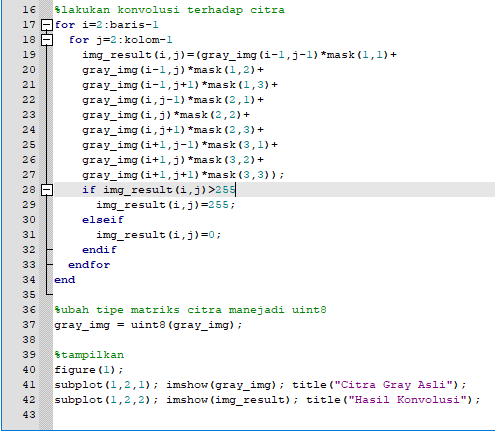 16 %lakukan konvolusi terhadap citra
17 for i=2:baris-1
18 for j=2:kolom-1
19 img_result(i,j)=(gray_img(i-1,j-1)*mask(1,1)+
20 gray_img(i-1,j)*mask(1,2)+
21 gray_img(i-1,j+1)*mask(1,3)+
22 gray_img(i,j-1)*mask(2,1)+
23 gray_img(i,j)*mask(2,2)+
24 gray_img(i,j+1)*mask(2,3)+
25 gray_img(i+1,j-1)*mask(3,1)+
26 gray_img(i+1,j)*mask(3,2)+
27 gray_img(i+1,j+1)*mask(3,3));
28 if img_result(i,j)>255
29 img_result(i,j)=255;
30 elseif
31 img_result(i,j)=0;
32 endif
33 endfor
34 end
35
36 %ubah tipe matriks citra manejadi uint8
37 gray_img = uint8(gray_img);
38
39 %tampilkan
40 figure(1);
41 subplot(1,2,1); imshow(gray_img); title("Citra Gray Asli");
42 subplot(1,2,2); imshow(img_result); title("Hasil Konvolusi");
43